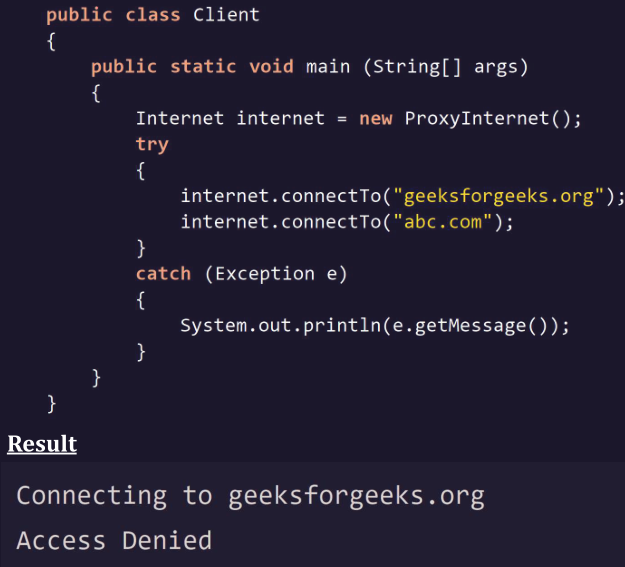 public class Client
{
public static void main (String[] args)
{
Internet internet = new ProxyInternet();
try
{
internet.connectTo("geeksforgeeks.org");
internet.connectTo("abc.com");
}
catch (Exception e)
{
System.out.println(e.getMessage());
}
}
}
Result
Connecting to geeksforgeeks.org
Access Denied